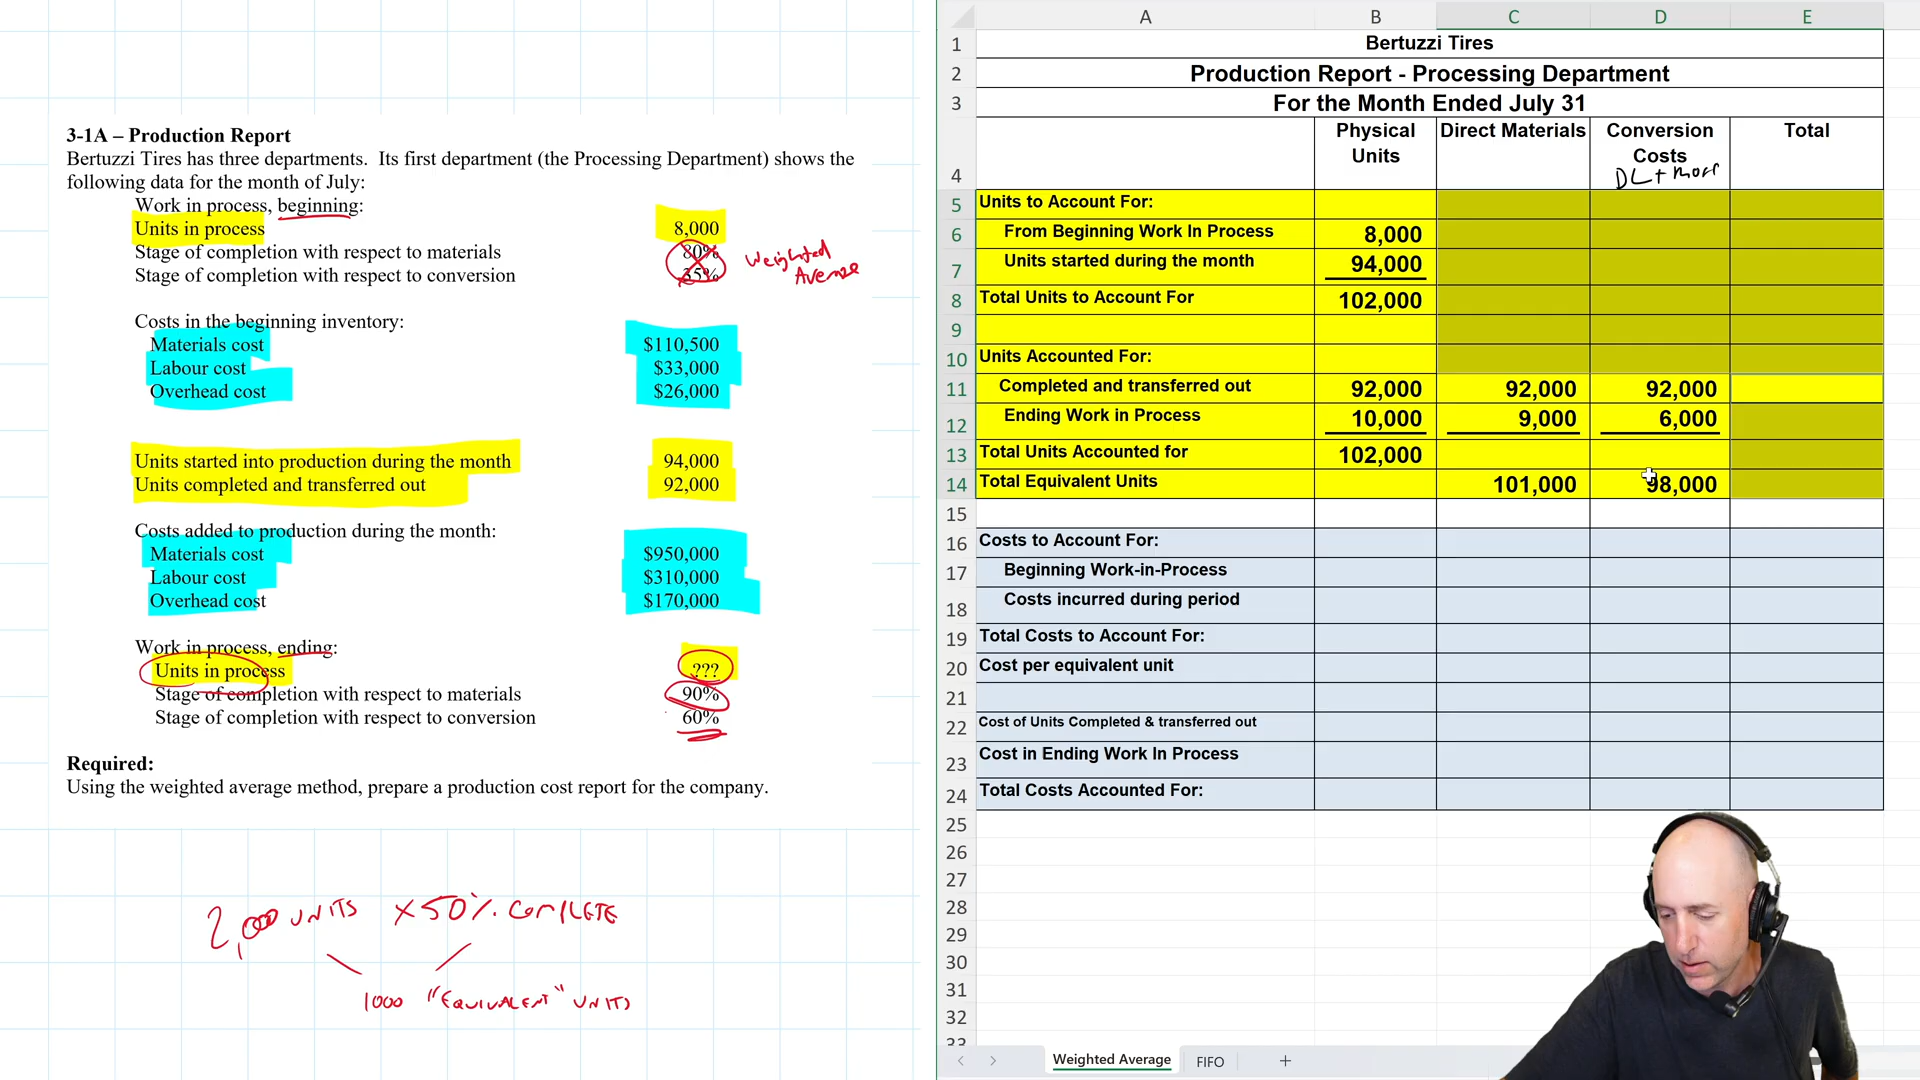 3-1A – Production Report
Bertuzzi Tires has three departments. Its first department (the Processing Department) shows the
following data for the month of July:
Work in process, beginning:
Units in process 8,000
Stage of completion with respect to materials 80%
Stage of completion with respect to conversion 35%
Weighted
Average
Costs in the beginning inventory:
Materials cost $110,500
Labour cost $33,000
Overhead cost $26,000
Units started into production during the month 94,000
Units completed and transferred out 92,000
Costs added to production during the month:
Materials cost $950,000
Labour cost $310,000
Overhead cost $170,000
Work in process, ending:
Units in process ???
Stage of completion with respect to materials 90%
Stage of completion with respect to conversion 60%
Required:
Using the weighted average method, prepare a production cost report for the company.
2,000 UNITS X 50% COMPLETE
1000 "EQUIVALENT" UNITS
A B C D E
1 Bertuzzi Tires
2 Production Report - Processing Department
3 For the Month Ended July 31
4 Physical Units Direct Materials Conversion Costs Total
DL + MOH
5 Units to Account For:
6 From Beginning Work In Process 8,000
7 Units started during the month 94,000
8 Total Units to Account For 102,000
9
10 Units Accounted For:
11 Completed and transferred out 92,000 92,000 92,000
12 Ending Work in Process 10,000 9,000 6,000
13 Total Units Accounted for 102,000
14 Total Equivalent Units 101,000 98,000
15
16 Costs to Account For:
17 Beginning Work-in-Process
18 Costs incurred during period
19 Total Costs to Account For:
20 Cost per equivalent unit
21
22 Cost of Units Completed & transferred out
23 Cost in Ending Work In Process
24 Total Costs Accounted For:
25
26
27
28
29
30
31
32
33
Weighted Average FIFO +